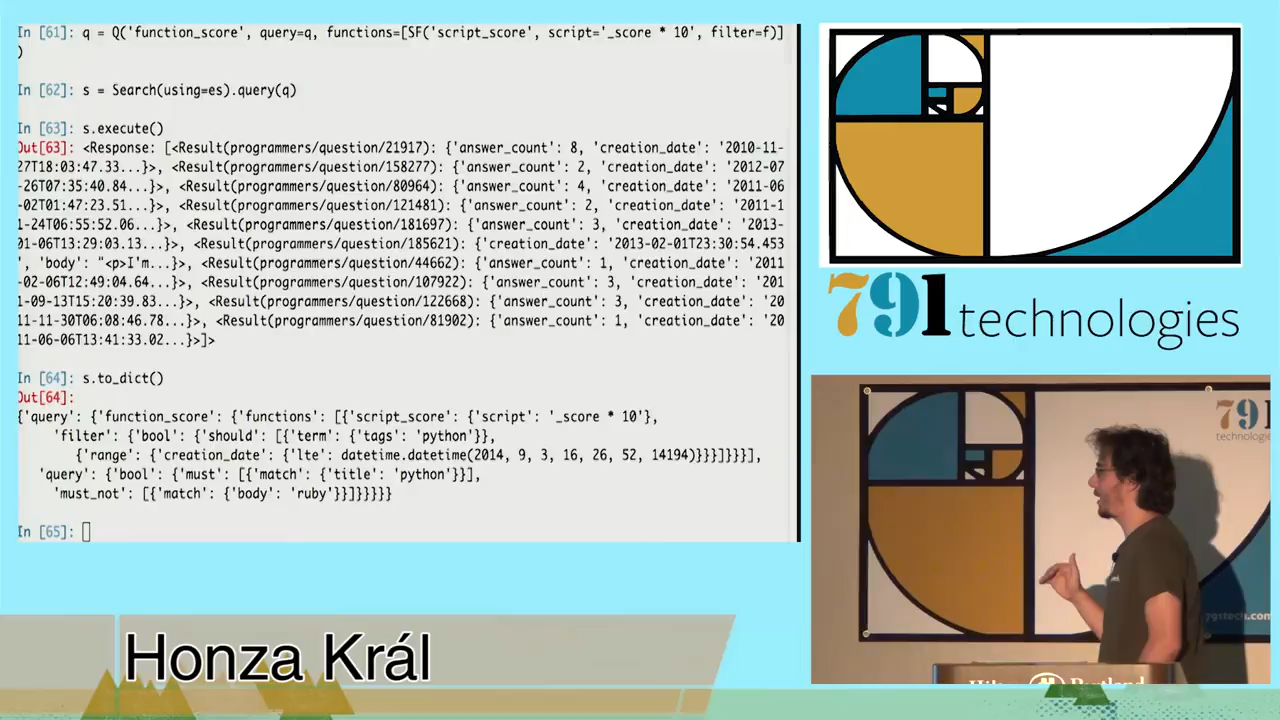 In [61]: q = Q('function_score', query=q, functions=[SF('script_score', script='_score * 10', filter=f)]
)
In [62]: s = Search(using=es).query(q)
In [63]: s.execute()
Out[63]: <Response: [<Result(programmers/question/21917): {'answer_count': 8, 'creation_date': '2010-11-
27T18:03:47.33...}>, <Result(programmers/question/158277): {'answer_count': 2, 'creation_date': '2012-07
-26T07:35:40.84...}>, <Result(programmers/question/80964): {'answer_count': 4, 'creation_date': '2011-06
-02T01:47:23.51...}>, <Result(programmers/question/121481): {'answer_count': 2, 'creation_date': '2011-1
1-24T06:55:52.06...}>, <Result(programmers/question/181697): {'answer_count': 3, 'creation_date': '2013-
01-06T13:29:03.13...}>, <Result(programmers/question/185621): {'creation_date': '2013-02-01T23:30:54.453
', 'body': "<p>I'm...}>, <Result(programmers/question/44662): {'answer_count': 1, 'creation_date': '2011
-02-06T12:49:04.64...}>, <Result(programmers/question/107922): {'answer_count': 3, 'creation_date': '201
1-09-13T15:20:39.83...}>, <Result(programmers/question/122668): {'answer_count': 3, 'creation_date': '20
11-11-30T06:08:46.78...}>, <Result(programmers/question/81902): {'answer_count': 1, 'creation_date': '20
11-06-06T13:41:33.02...}>]>
In [64]: s.to_dict()
Out[64]:
{'query': {'function_score': {'functions': [{'script_score': {'script': '_score * 10'},
'filter': {'bool': {'should': [{'term': {'tags': 'python'}},
{'range': {'creation_date': {'lte': datetime.datetime(2014, 9, 3, 16, 26, 52, 14194)}}}]}}}],
'query': {'bool': {'must': [{'match': {'title': 'python'}}],
'must_not': [{'match': {'body': 'ruby'}}]}}}}}
In [65]:
791 technologies
791
technologie
791tech.com
Portland
Honza Král